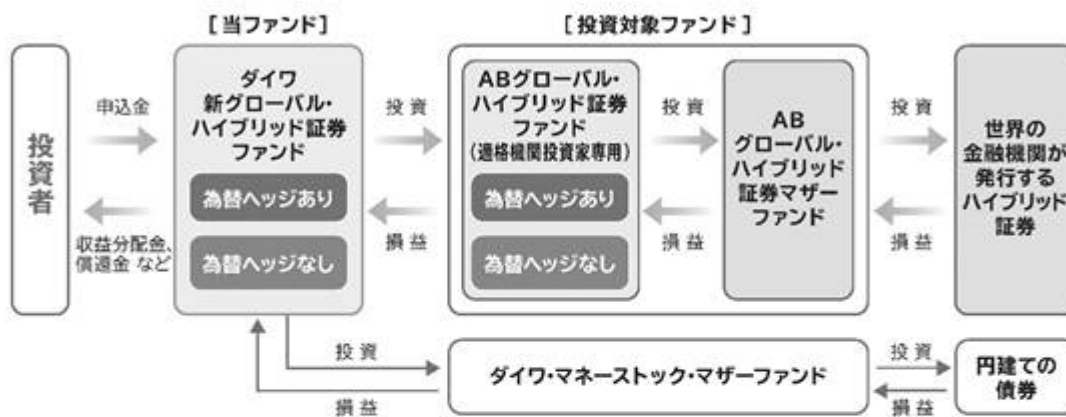 [当ファンド]
[投資対象ファンド]
投資者
申込金
収益分配金、
償還金 など
ダイワ
新グローバル・
ハイブリッド証券
ファンド
為替ヘッジあり
為替ヘッジなし
投 資
損 益
ABグローバル・
ハイブリッド証券
ファンド
(適格機関投資家専用)
為替ヘッジあり
為替ヘッジなし
投 資
損 益
AB
グローバル・
ハイブリッド
証券マザー
ファンド
投 資
損 益
世界の
金融機関が
発行する
ハイブリッド
証券
投 資
損 益
ダイワ・マネーストック・マザーファンド
投 資
損 益
円建ての
債券